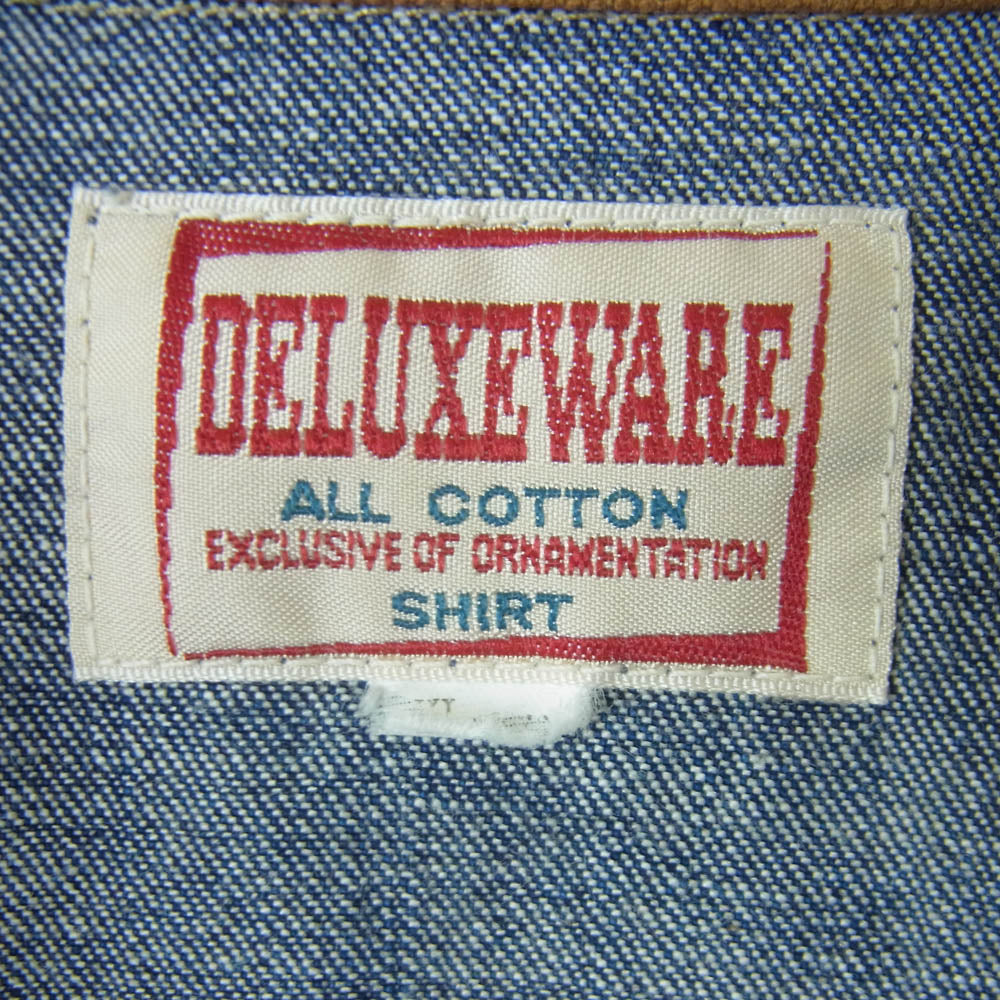 DELUXEWARE
ALL COTTON
EXCLUSIVE OF ORNAMENTATION
SHIRT